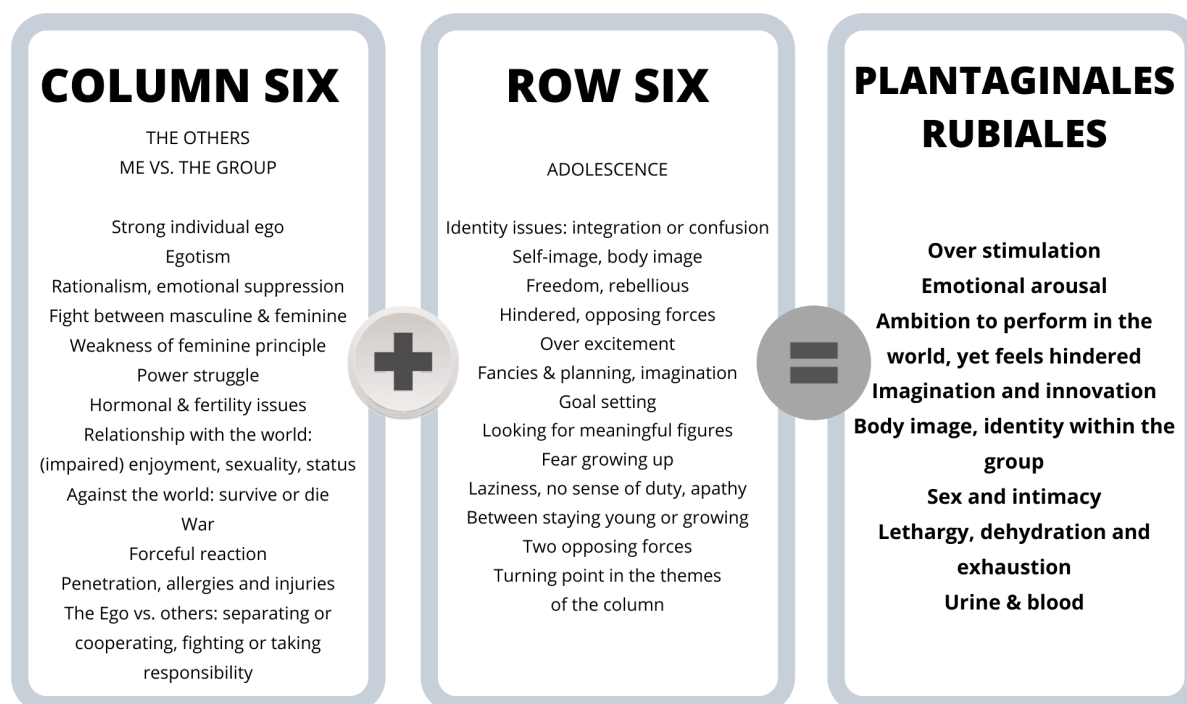 COLUMN SIX
THE OTHERS
ME VS. THE GROUP
Strong individual ego
Egotism
Rationalism, emotional suppression
Fight between masculine & feminine
Weakness of feminine principle
Power struggle
Hormonal & fertility issues
Relationship with the world:
(impaired) enjoyment, sexuality, status
Against the world: survive or die
War
Forceful reaction
Penetration, allergies and injuries
The Ego vs. others: separating or
cooperating, fighting or taking
responsibility
ROW SIX
ADOLESCENCE
Identity issues: integration or confusion
Self-image, body image
Freedom, rebellious
Hindered, opposing forces
Over excitement
Fancies & planning, imagination
Goal setting
Looking for meaningful figures
Fear growing up
Laziness, no sense of duty, apathy
Between staying young or growing
Two opposing forces
Turning point in the themes
of the column
PLANTAGINALES
RUBIALES
Over stimulation
Emotional arousal
Ambition to perform in the
world, yet feels hindered
Imagination and innovation
Body image, identity within the
group
Sex and intimacy
Lethargy, dehydration and
exhaustion
Urine & blood